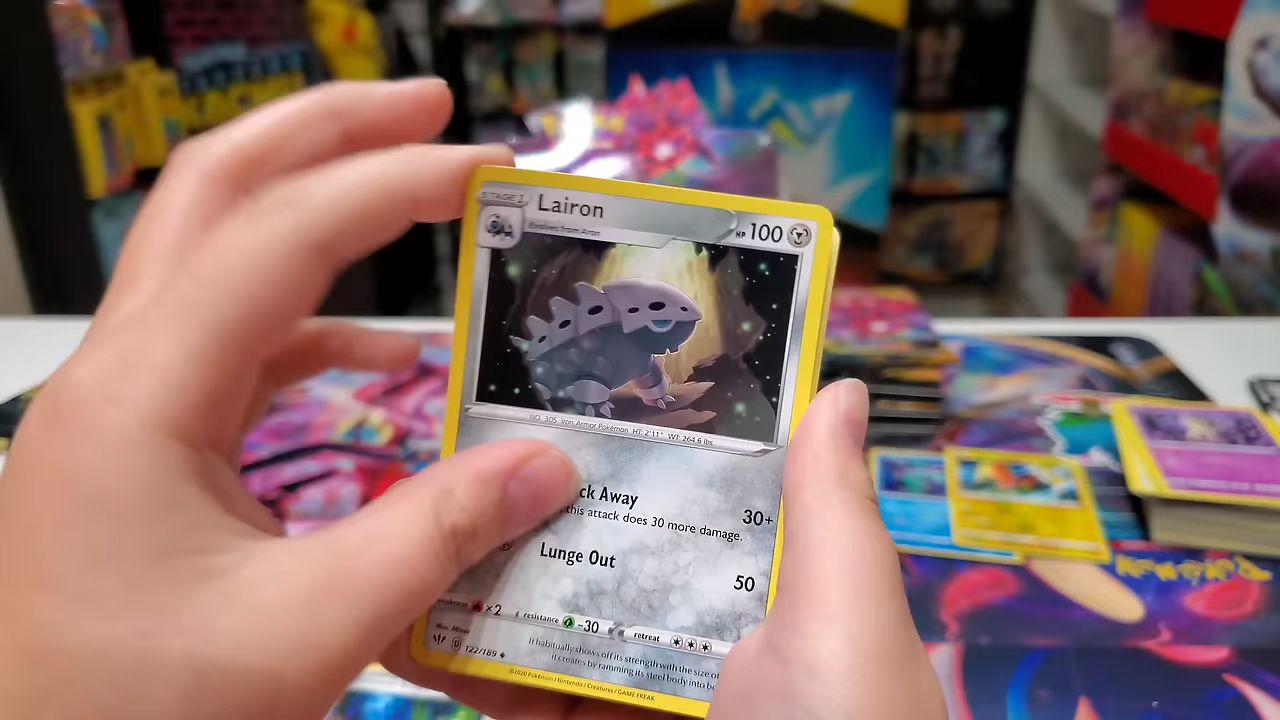 STAGE 1
Lairon
HP 100
Evolves from Aron
NO. 305 Iron Armor Pokémon HT: 2'11" WT: 264.6 lbs.
ck Away 30+
this attack does 30 more damage.
Lunge Out 50
weakness ×2 resistance -30 retreat
D 122/189
It habitually shows off its strength with the size of
it creates by ramming its steel body into bo
©2020 Pokémon / Nintendo / Creatures / GAME FREAK